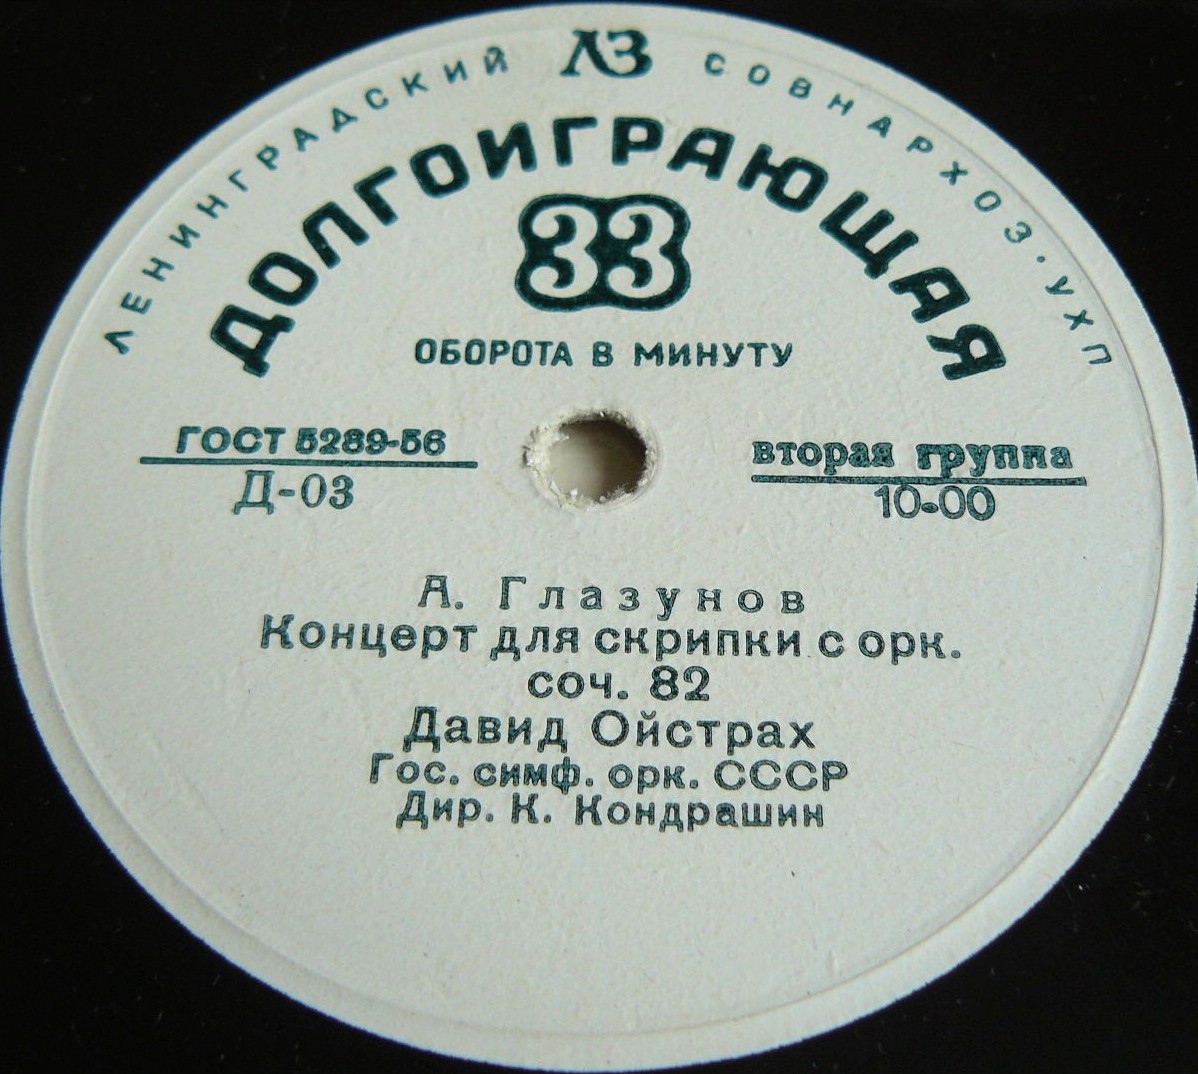 ЛЕНИНГРАДСКИЙ ЛЗ СОВНАРХОЗ · УХП
ДОЛГОИГРАЮЩАЯ
33
ОБОРОТА В МИНУТУ
ГОСТ 5289-56
Д-03
вторая группа
10-00
А. Глазунов
Концерт для скрипки с орк.
соч. 82
Давид Ойстрах
Гос. симф. орк. СССР
Дир. К. Кондрашин